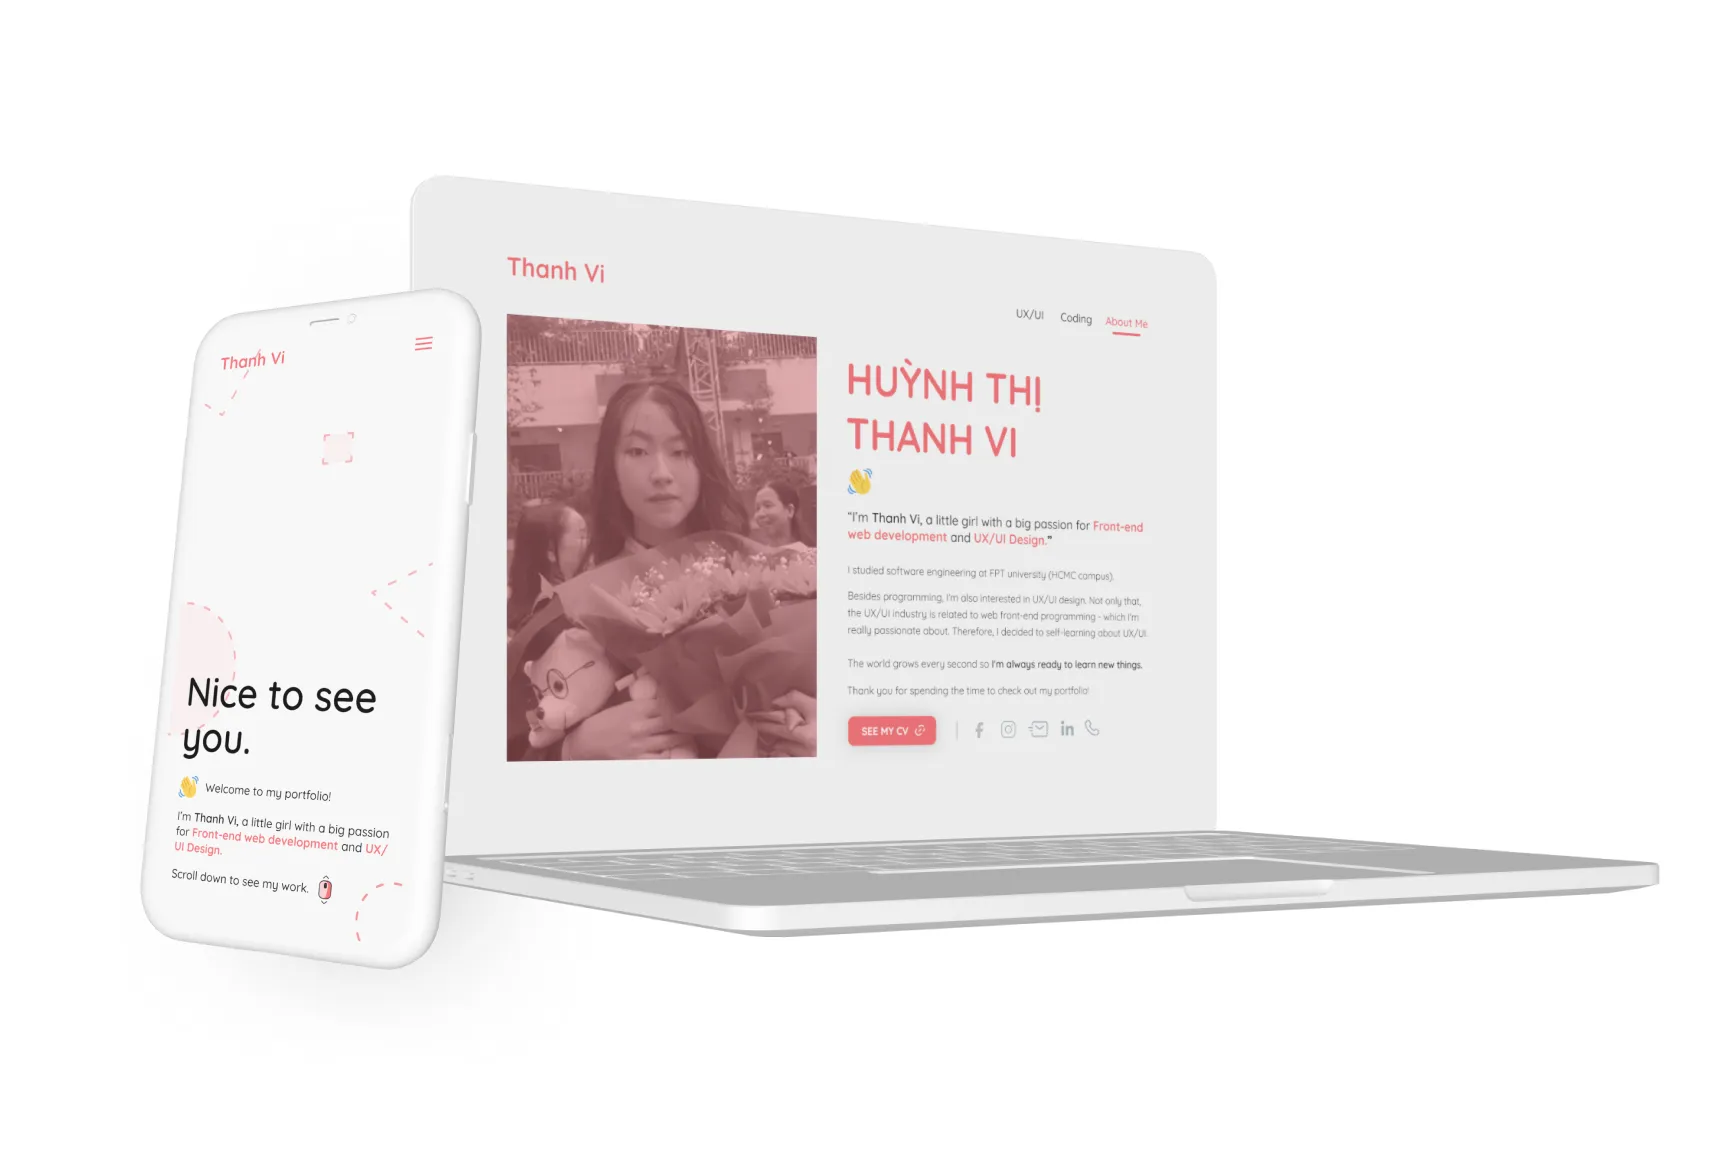 Thanh Vi
Nice to see
you.
Welcome to my portfolio!
I'm Thanh Vi, a little girl with a big passion
for Front-end web development and UX/
UI Design.
Scroll down to see my work.
Thanh Vi
UX/UI Coding About Me
HUỲNH THỊ
THANH VI
“I'm Thanh Vi, a little girl with a big passion for Front-end
web development and UX/UI Design.”
I studied software engineering at FPT university (HCMC campus).
Besides programming, I'm also interested in UX/UI design. Not only that,
the UX/UI industry is related to web front-end programming - which I'm
really passionate about. Therefore, I decided to self-learning about UX/UI.
The world grows every second so I'm always ready to learn new things.
Thank you for spending the time to check out my portfolio!
SEE MY CV